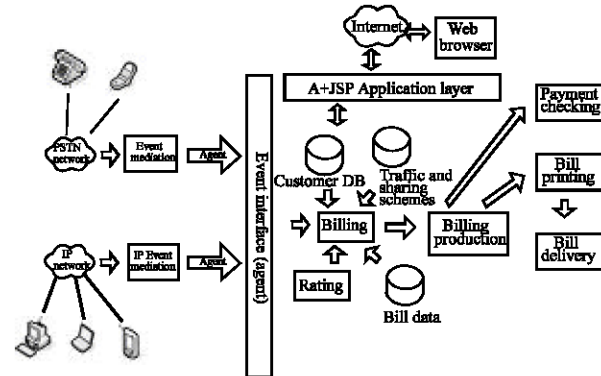 Internet
Web
browser
A+JSP Application layer
Payment
checking
PSTN
network
Event
mediation
Agent
Event interface (agent)
Customer DB
Traffic and
sharing
schemes
Bill
printing
Billing
Billing
production
Bill
delivery
IP
network
IP Event
mediation
Agent
Rating
Bill data